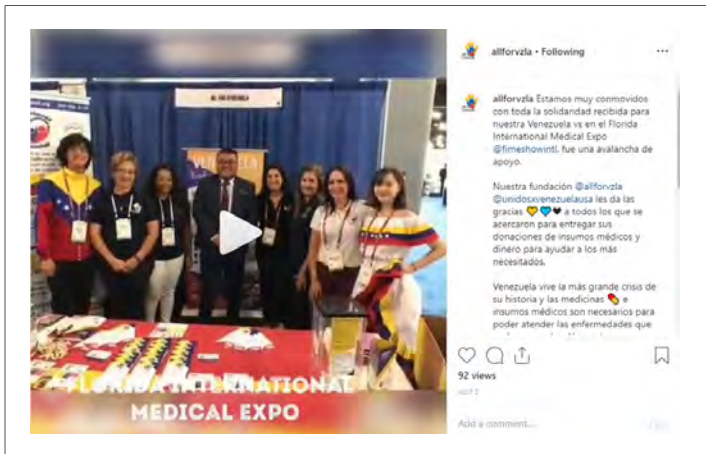 VENEZUELA
FLORIDA INTERNATIONAL
MEDICAL EXPO
allforvzla • Following
allforvzla Estamos muy conmovidos
con toda la solidaridad recibida para
nuestra Venezuela vs en el Florida
International Medical Expo
@fimeshowintl, fue una avalancha de
apoyo.
Nuestra fundación @allforvzla
@unidosxvenezuelausa les da las
gracias 💛💙❤ a todos los que se
acercaron para entregar sus
donaciones de insumos médicos y
dinero para ayudar a los más
necesitados.
Venezuela vive la más grande crisis de
su historia y las medicinas 💊 e
insumos médicos son necesarios para
poder atender las enfermedades que
92 views
Add a comment...